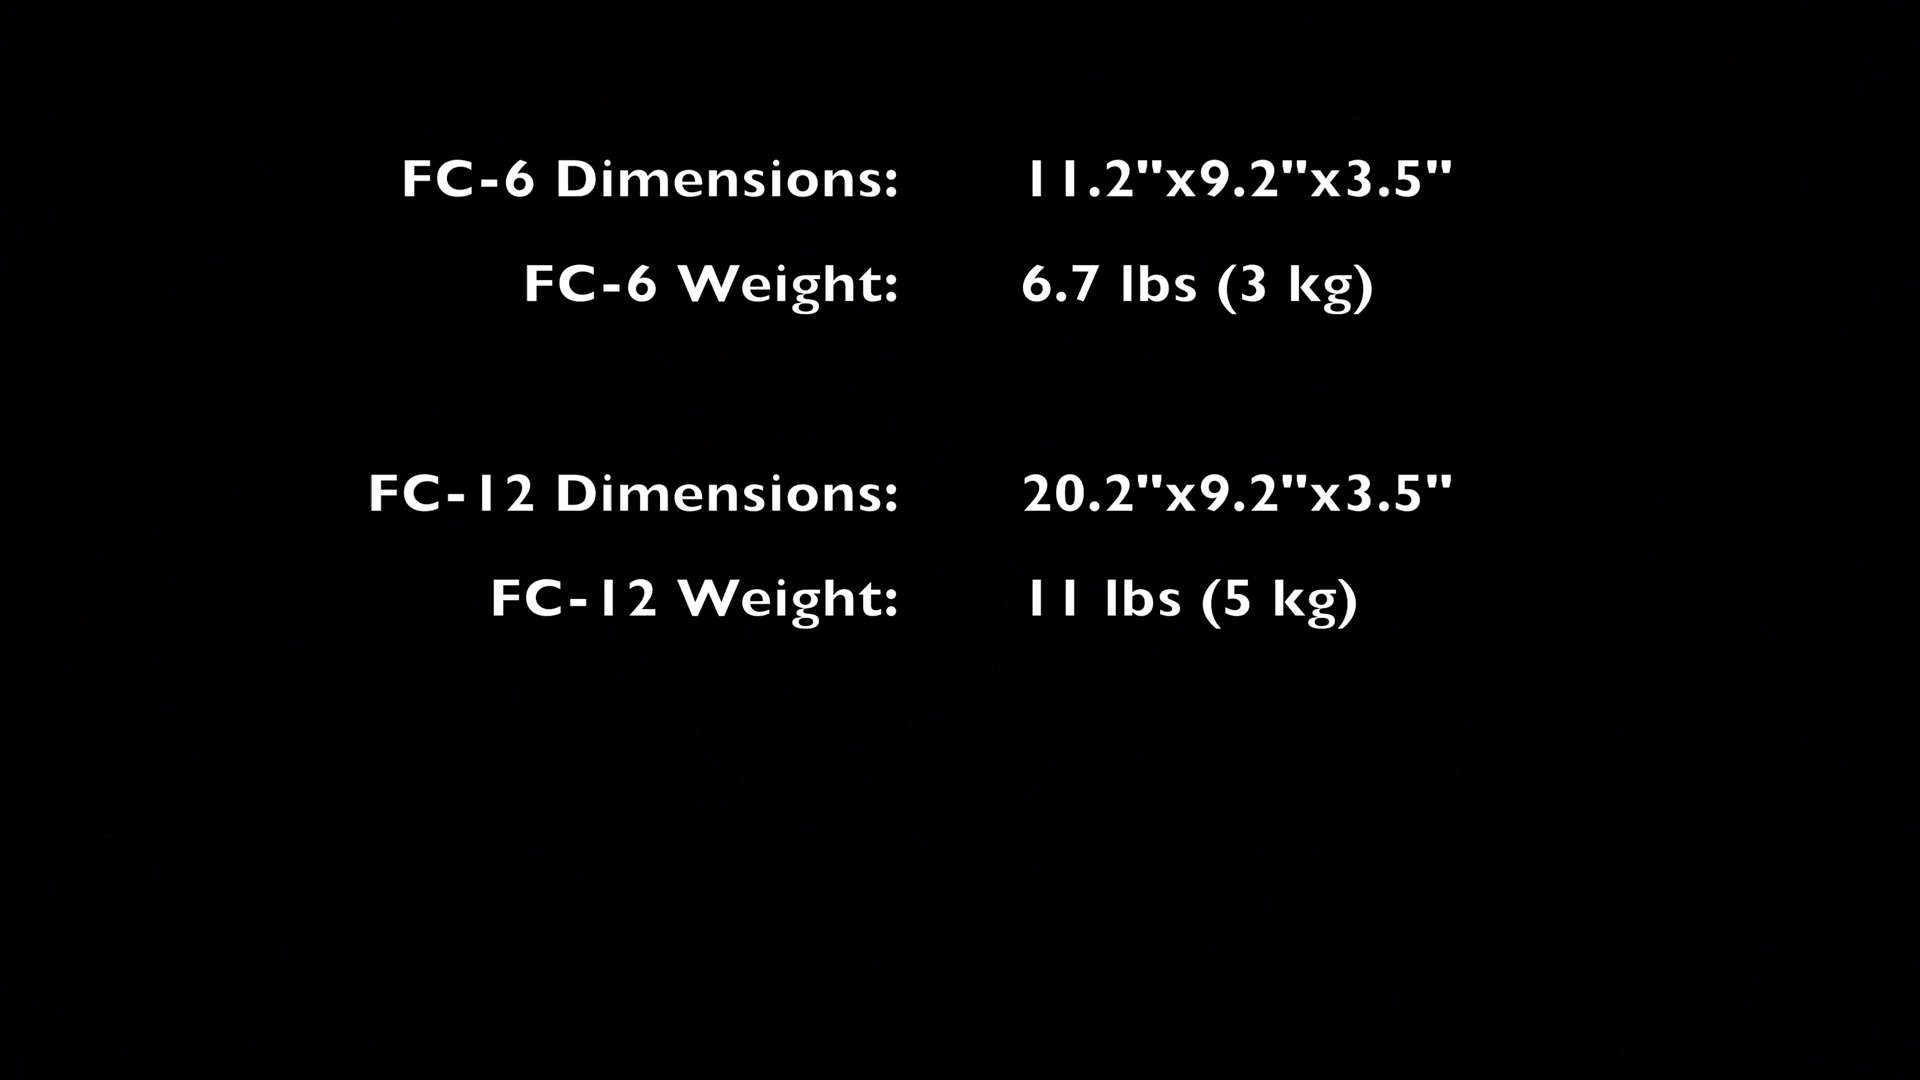 FC-6 Dimensions: 11.2"x9.2"x3.5"
FC-6 Weight: 6.7 lbs (3 kg)
FC-12 Dimensions: 20.2"x9.2"x3.5"
FC-12 Weight: 11 lbs (5 kg)